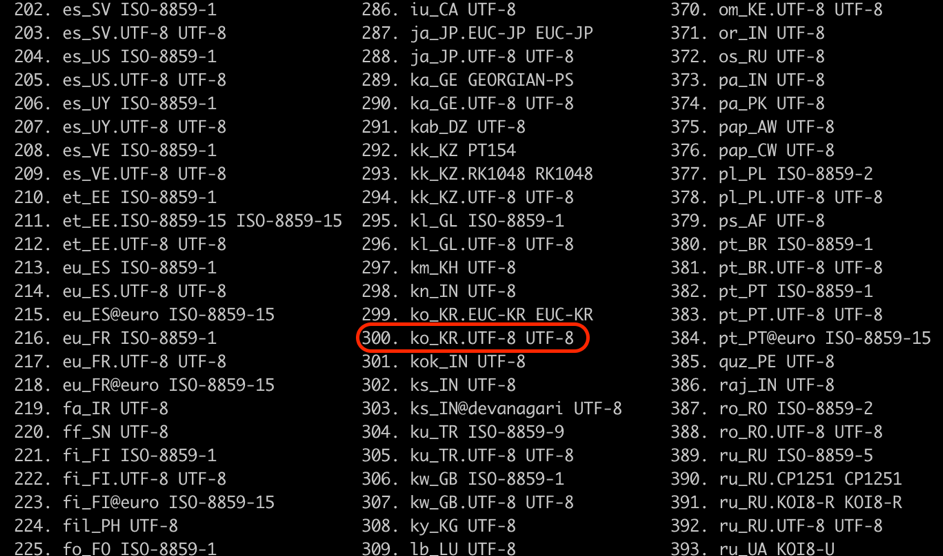 202. es_SV ISO-8859-1
203. es_SV.UTF-8 UTF-8
204. es_US ISO-8859-1
205. es_US.UTF-8 UTF-8
206. es_UY ISO-8859-1
207. es_UY.UTF-8 UTF-8
208. es_VE ISO-8859-1
209. es_VE.UTF-8 UTF-8
210. et_EE ISO-8859-1
211. et_EE.ISO-8859-15 ISO-8859-15
212. et_EE.UTF-8 UTF-8
213. eu_ES ISO-8859-1
214. eu_ES.UTF-8 UTF-8
215. eu_ES@euro ISO-8859-15
216. eu_FR ISO-8859-1
217. eu_FR.UTF-8 UTF-8
218. eu_FR@euro ISO-8859-15
219. fa_IR UTF-8
220. ff_SN UTF-8
221. fi_FI ISO-8859-1
222. fi_FI.UTF-8 UTF-8
223. fi_FI@euro ISO-8859-15
224. fil_PH UTF-8
225. fo_FO ISO-8859-1
286. iu_CA UTF-8
287. ja_JP.EUC-JP EUC-JP
288. ja_JP.UTF-8 UTF-8
289. ka_GE GEORGIAN-PS
290. ka_GE.UTF-8 UTF-8
291. kab_DZ UTF-8
292. kk_KZ PT154
293. kk_KZ.RK1048 RK1048
294. kk_KZ.UTF-8 UTF-8
295. kl_GL ISO-8859-1
296. kl_GL.UTF-8 UTF-8
297. km_KH UTF-8
298. kn_IN UTF-8
299. ko_KR.EUC-KR EUC-KR
300. ko_KR.UTF-8 UTF-8
301. kok_IN UTF-8
302. ks_IN UTF-8
303. ks_IN@devanagari UTF-8
304. ku_TR ISO-8859-9
305. ku_TR.UTF-8 UTF-8
306. kw_GB ISO-8859-1
307. kw_GB.UTF-8 UTF-8
308. ky_KG UTF-8
309. lb_LU UTF-8
370. om_KE.UTF-8 UTF-8
371. or_IN UTF-8
372. os_RU UTF-8
373. pa_IN UTF-8
374. pa_PK UTF-8
375. pap_AW UTF-8
376. pap_CW UTF-8
377. pl_PL ISO-8859-2
378. pl_PL.UTF-8 UTF-8
379. ps_AF UTF-8
380. pt_BR ISO-8859-1
381. pt_BR.UTF-8 UTF-8
382. pt_PT ISO-8859-1
383. pt_PT.UTF-8 UTF-8
384. pt_PT@euro ISO-8859-15
385. quz_PE UTF-8
386. raj_IN UTF-8
387. ro_RO ISO-8859-2
388. ro_RO.UTF-8 UTF-8
389. ru_RU ISO-8859-5
390. ru_RU.CP1251 CP1251
391. ru_RU.KOI8-R KOI8-R
392. ru_RU.UTF-8 UTF-8
393. ru_UA KOI8-U